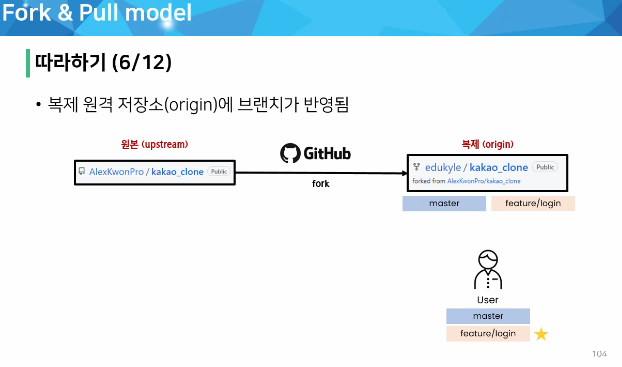 Fork & Pull model
따라하기 (6/12)
• 복제 원격 저장소(origin)에 브랜치가 반영됨
원본 (upstream)
복제 (origin)
GitHub
AlexKwonPro / kakao_clone Public
edukyle / kakao_clone Public
forked from AlexKwonPro/kakao_clone
fork
master
feature/login
User
master
feature/login
104